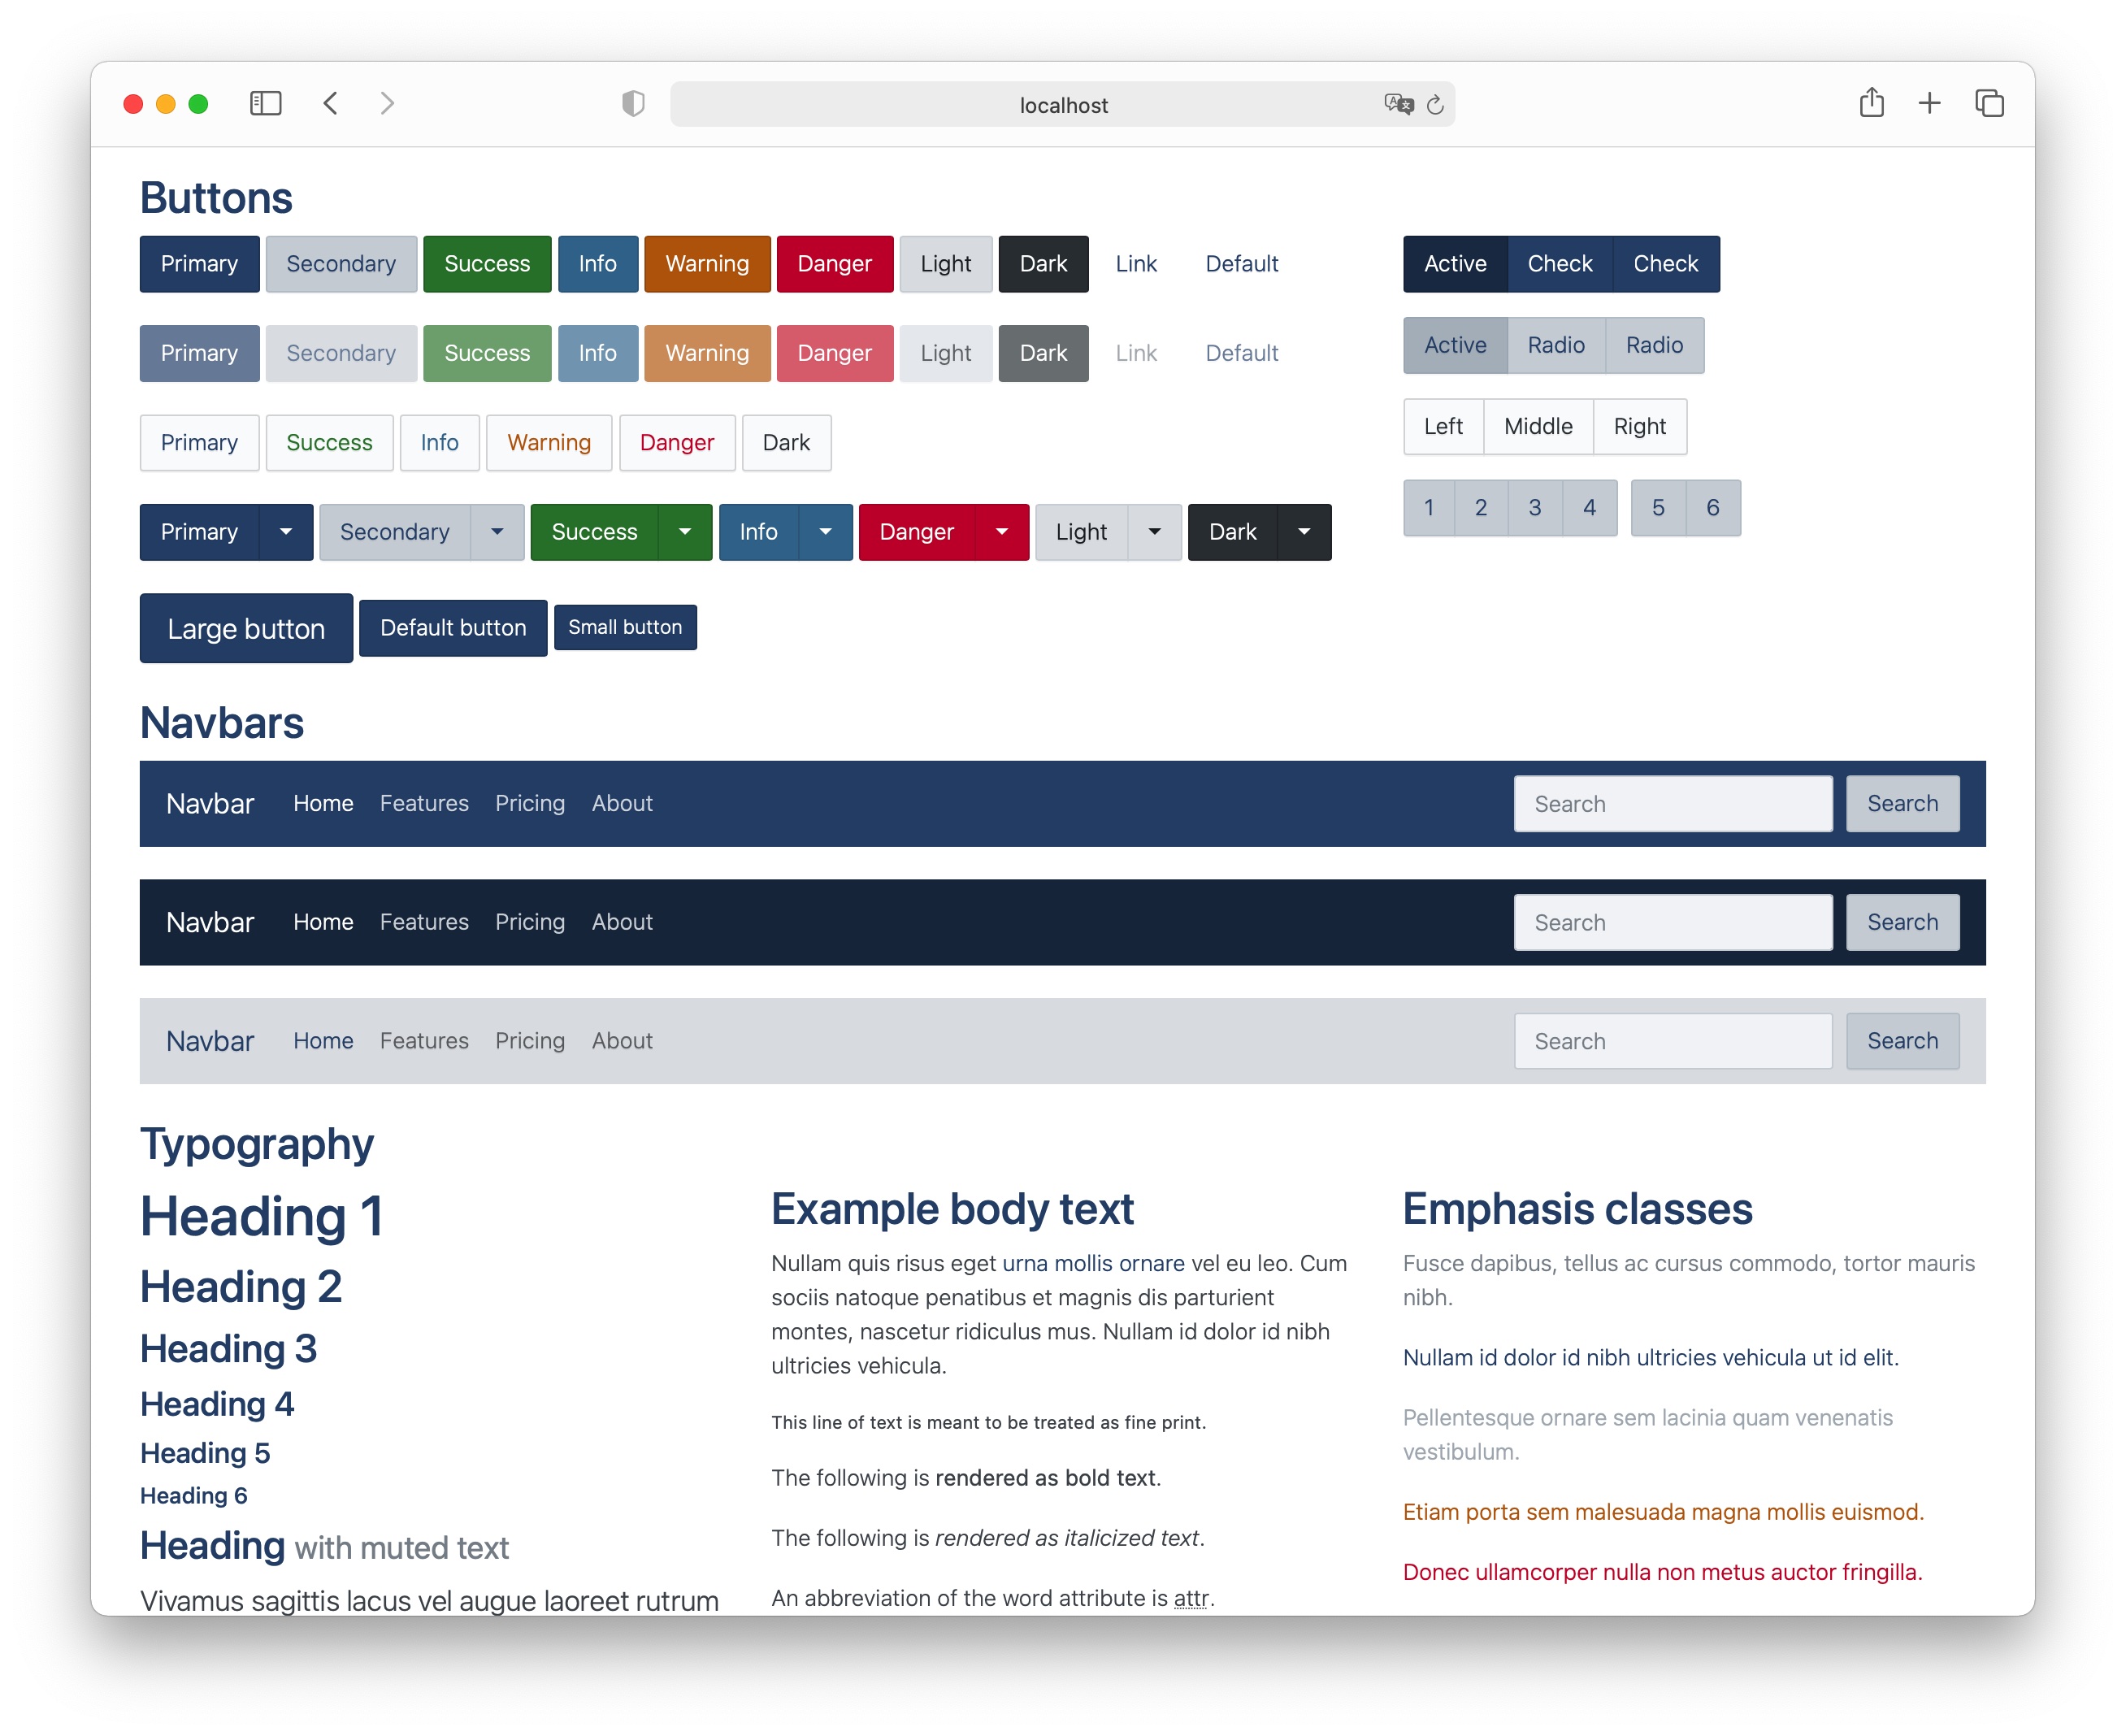 localhost
Buttons
Primary Secondary Success Info Warning Danger Light Dark Link Default
Active Check Check
Primary Secondary Success Info Warning Danger Light Dark Link Default
Active Radio Radio
Primary Success Info Warning Danger Dark
Left Middle Right
Primary Secondary Success Info Danger Light Dark
1 2 3 4 5 6
Large button Default button Small button
Navbars
Navbar Home Features Pricing About Search Search
Navbar Home Features Pricing About Search Search
Navbar Home Features Pricing About Search Search
Typography
Heading 1
Heading 2
Heading 3
Heading 4
Heading 5
Heading 6
Heading with muted text
Vivamus sagittis lacus vel augue laoreet rutrum
Example body text
Nullam quis risus eget urna mollis ornare vel eu leo. Cum
sociis natoque penatibus et magnis dis parturient
montes, nascetur ridiculus mus. Nullam id dolor id nibh
ultricies vehicula.
This line of text is meant to be treated as fine print.
The following is rendered as bold text.
The following is rendered as italicized text.
An abbreviation of the word attribute is attr.
Emphasis classes
Fusce dapibus, tellus ac cursus commodo, tortor mauris
nibh.
Nullam id dolor id nibh ultricies vehicula ut id elit.
Pellentesque ornare sem lacinia quam venenatis
vestibulum.
Etiam porta sem malesuada magna mollis euismod.
Donec ullamcorper nulla non metus auctor fringilla.